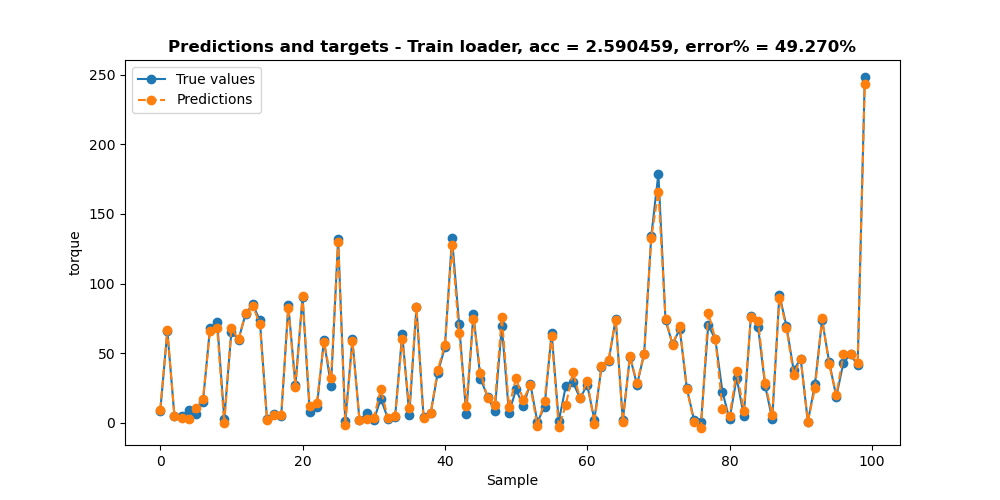 Predictions and targets - Train loader, acc = 2.590459, error% = 49.270%
True values
Predictions
250
200
150
100
50
0
torque
0 20 40 60 80 100
Sample